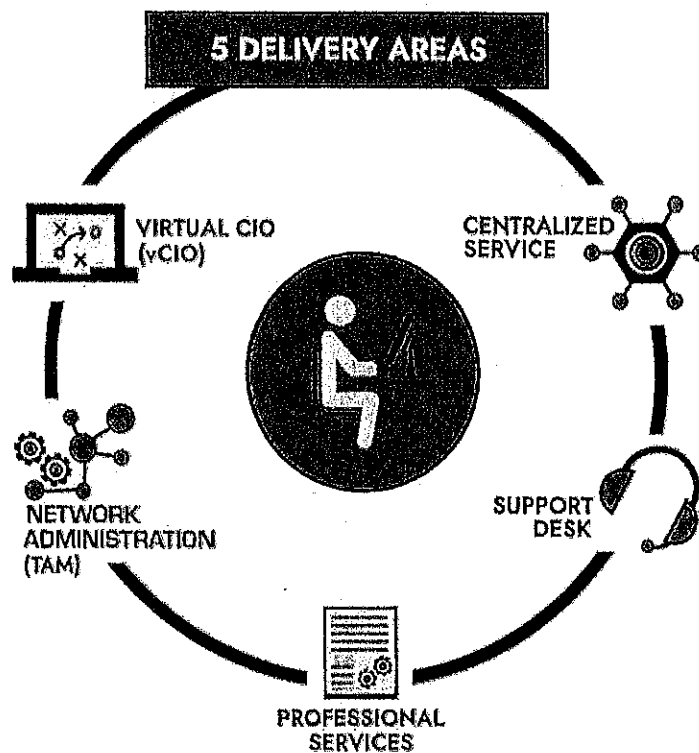 5 DELIVERY AREAS
VIRTUAL CIO
(vCIO)
CENTRALIZED
SERVICE
NETWORK
ADMINISTRATION
(TAM)
SUPPORT
DESK
PROFESSIONAL
SERVICES